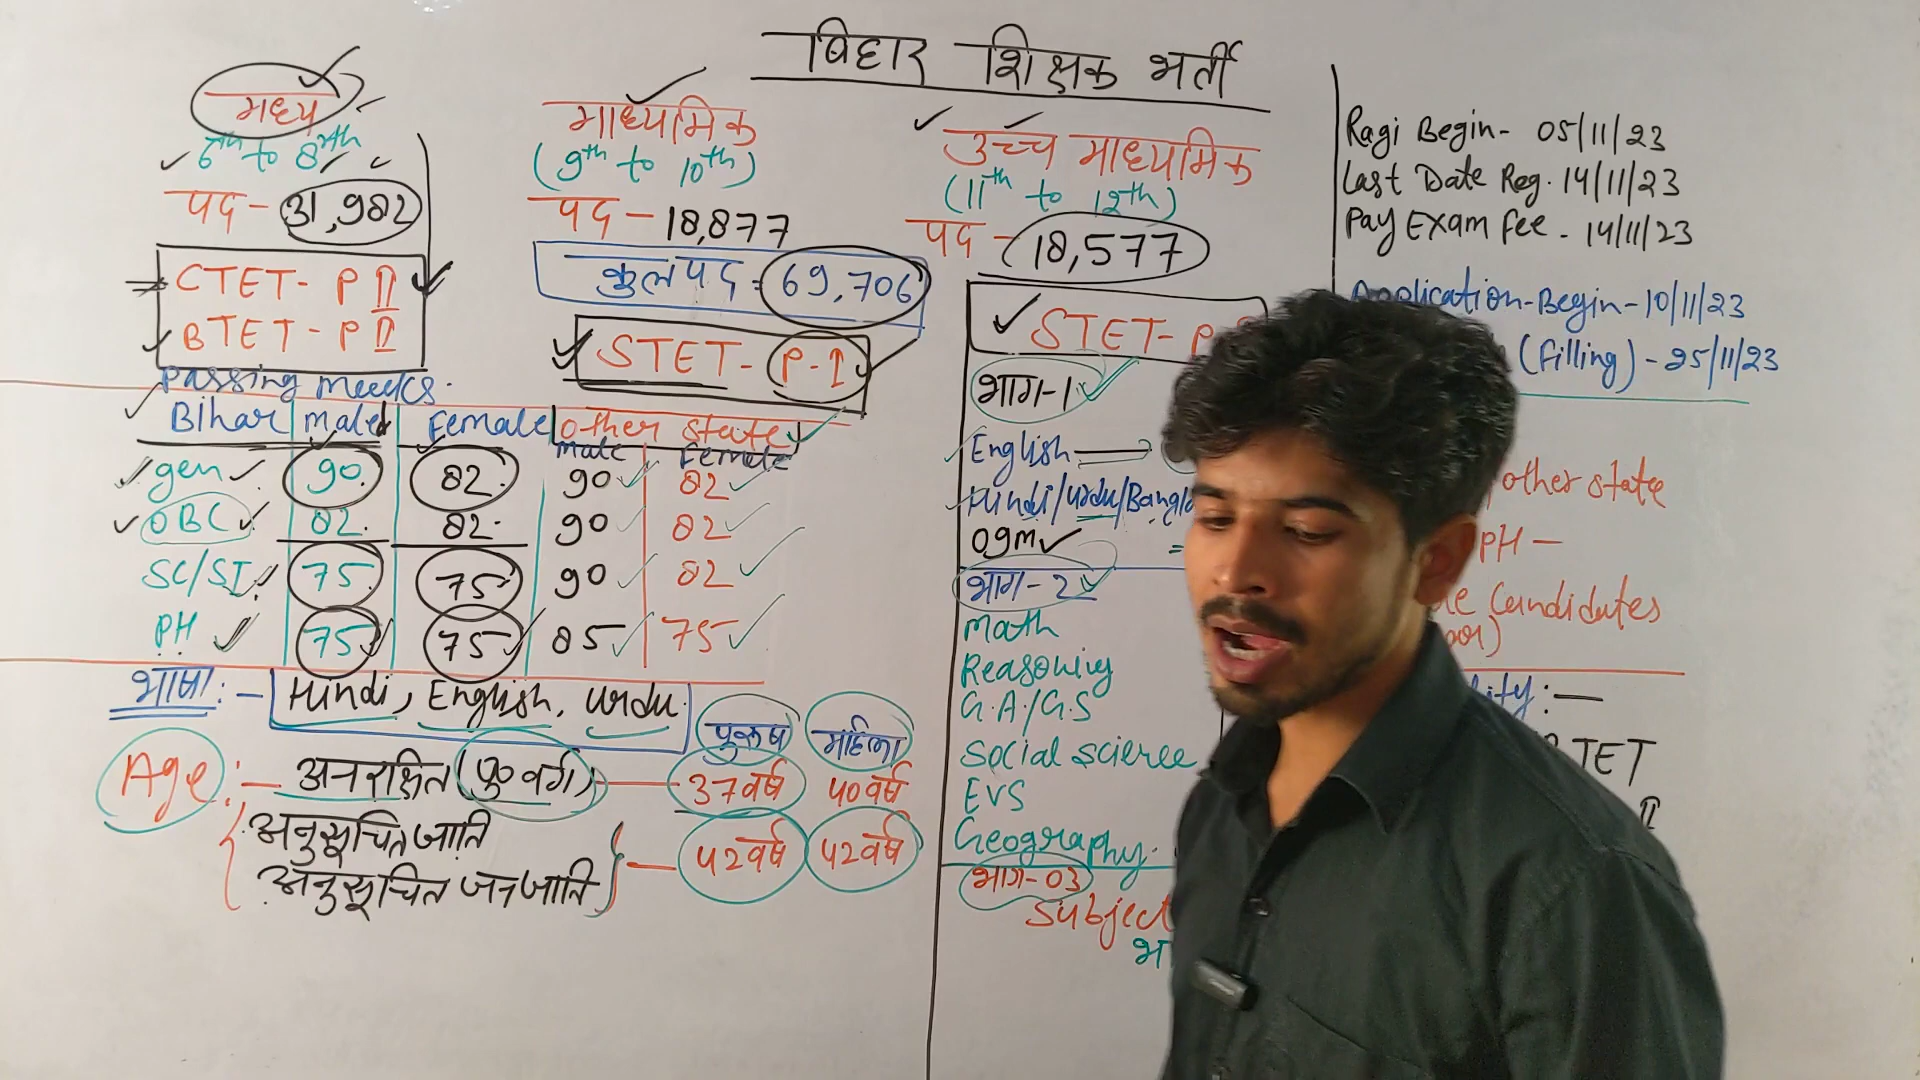 बिहार शिक्षक भर्ती
मध्य
6th to 8th
पद - 31,982
CTET - P II
BTET - P II
माध्यमिक
(9th to 10th)
पद - 18,877
कुल पद = 69,706
STET - P-I
उच्च माध्यमिक
(11th to 12th)
पद - 18,577
STET - P
Passing
Bihar male Female other state
male Female
gen 90 82 90 82
OBC 82 82 90 82
SC/ST 75 75 90 82
PH 75 75 85 75
भाषा :- Hindi, English, Urdu
पुरुष महिला
Age :- अनारक्षित (पु० वर्ग) - 37 वर्ष 40 वर्ष
अनुसूचित जाति
अनुसूचित जनजाति - 42 वर्ष 42 वर्ष
भाग-1
English
Hindi/Urdu/Bangla
भाग-2
Math
Reasoning
G.A/G.S
Social Science
EVS
Geography
भाग-03
Subject
Ragi Begin - 05/11/23
Last Date Reg. 14/11/23
Pay Exam Fee - 14/11/23
Application-Begin - 10/11/23
(Filling) - 25/11/23
other state
PH -
Candidates
TET
II